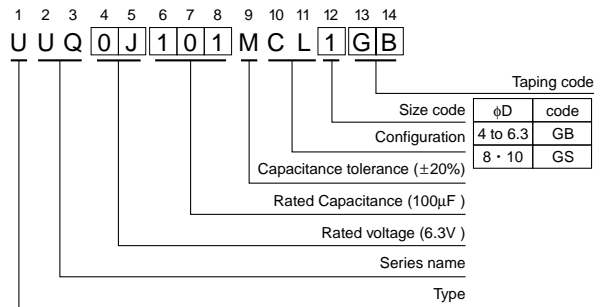 1 2 3 4 5 6 7 8 9 10 11 12 13 14
U U Q 0 J 1 0 1 M C L 1 G B
Taping code
Size code
φD code
Configuration
4 to 6.3 GB
8・10 GS
Capacitance tolerance (±20%)
Rated Capacitance (100μF )
Rated voltage (6.3V )
Series name
Type